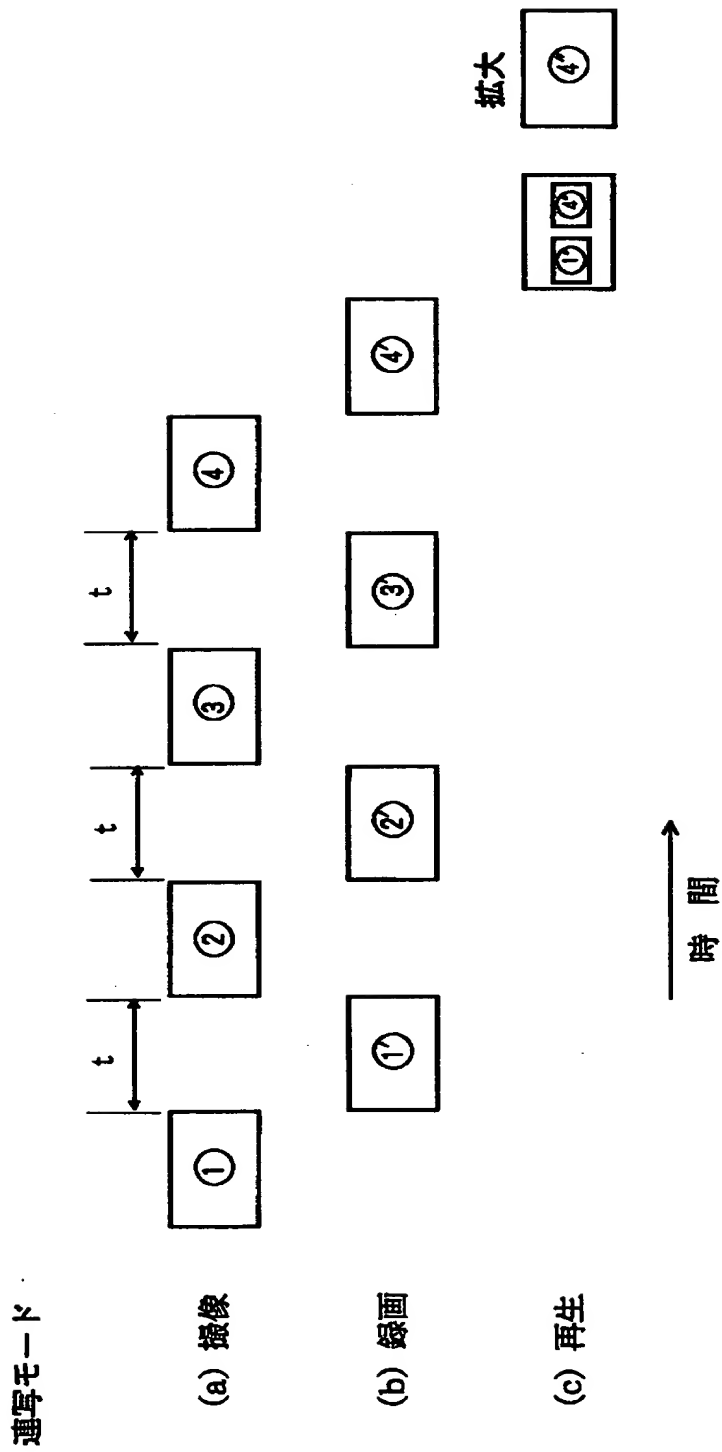 連写モード
t t t
(a) 撮像 ① ② ③ ④
(b) 録画 ①′ ②′ ③′ ④′
拡大
(c) 再生 ①′ ④′ ④″
時 間